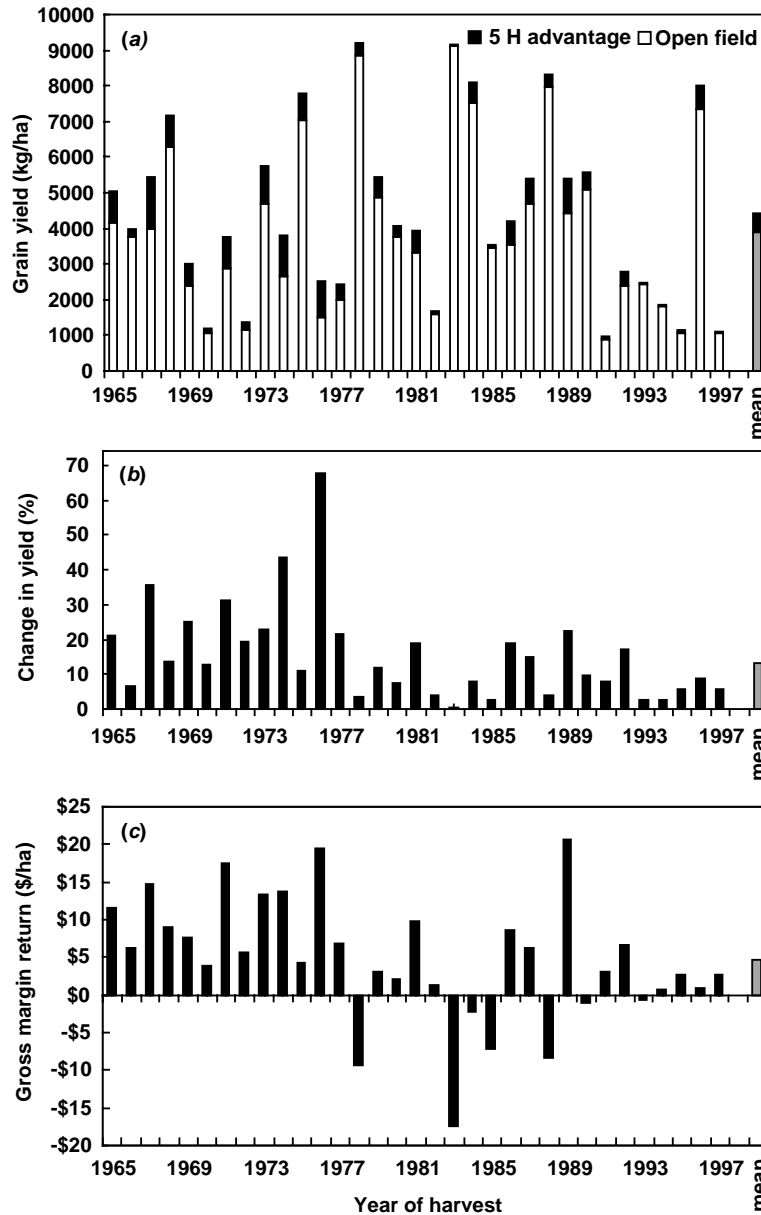 (a)
■ 5 H advantage □ Open field
Grain yield (kg/ha)
10000
9000
8000
7000
6000
5000
4000
3000
2000
1000
0
1965 1969 1973 1977 1981 1985 1989 1993 1997 mean
(b)
Change in yield (%)
70
60
50
40
30
20
10
0
1965 1969 1973 1977 1981 1985 1989 1993 1997 mean
(c)
Gross margin return ($/ha)
$25
$20
$15
$10
$5
$0
-$5
-$10
-$15
-$20
1965 1969 1973 1977 1981 1985 1989 1993 1997 mean
Year of harvest